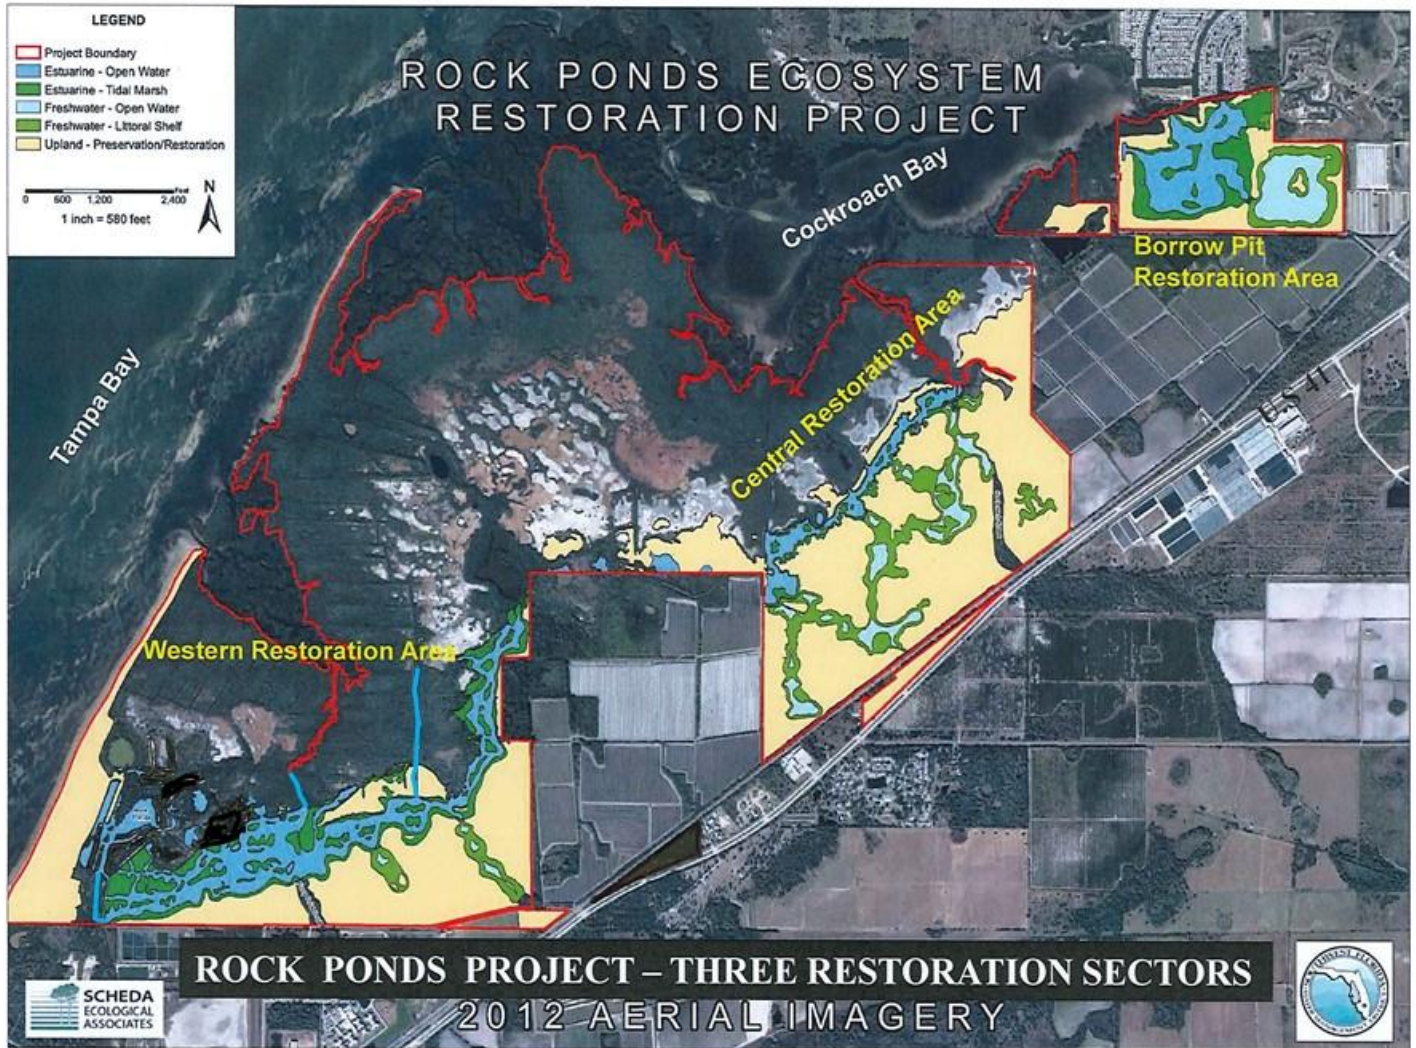 LEGEND
Project Boundary
Estuarine - Open Water
Estuarine - Tidal Marsh
Freshwater - Open Water
Freshwater - Littoral Shelf
Upland - Preservation/Restoration
Feet
0 600 1,200 2,400
1 inch = 580 feet
N
ROCK PONDS ECOSYSTEM
RESTORATION PROJECT
Cockroach Bay
Borrow Pit
Restoration Area
Tampa Bay
Central Restoration Area
US 41
Western Restoration Area
ROCK PONDS PROJECT – THREE RESTORATION SECTORS
2012 AERIAL IMAGERY
SCHEDA
ECOLOGICAL
ASSOCIATES